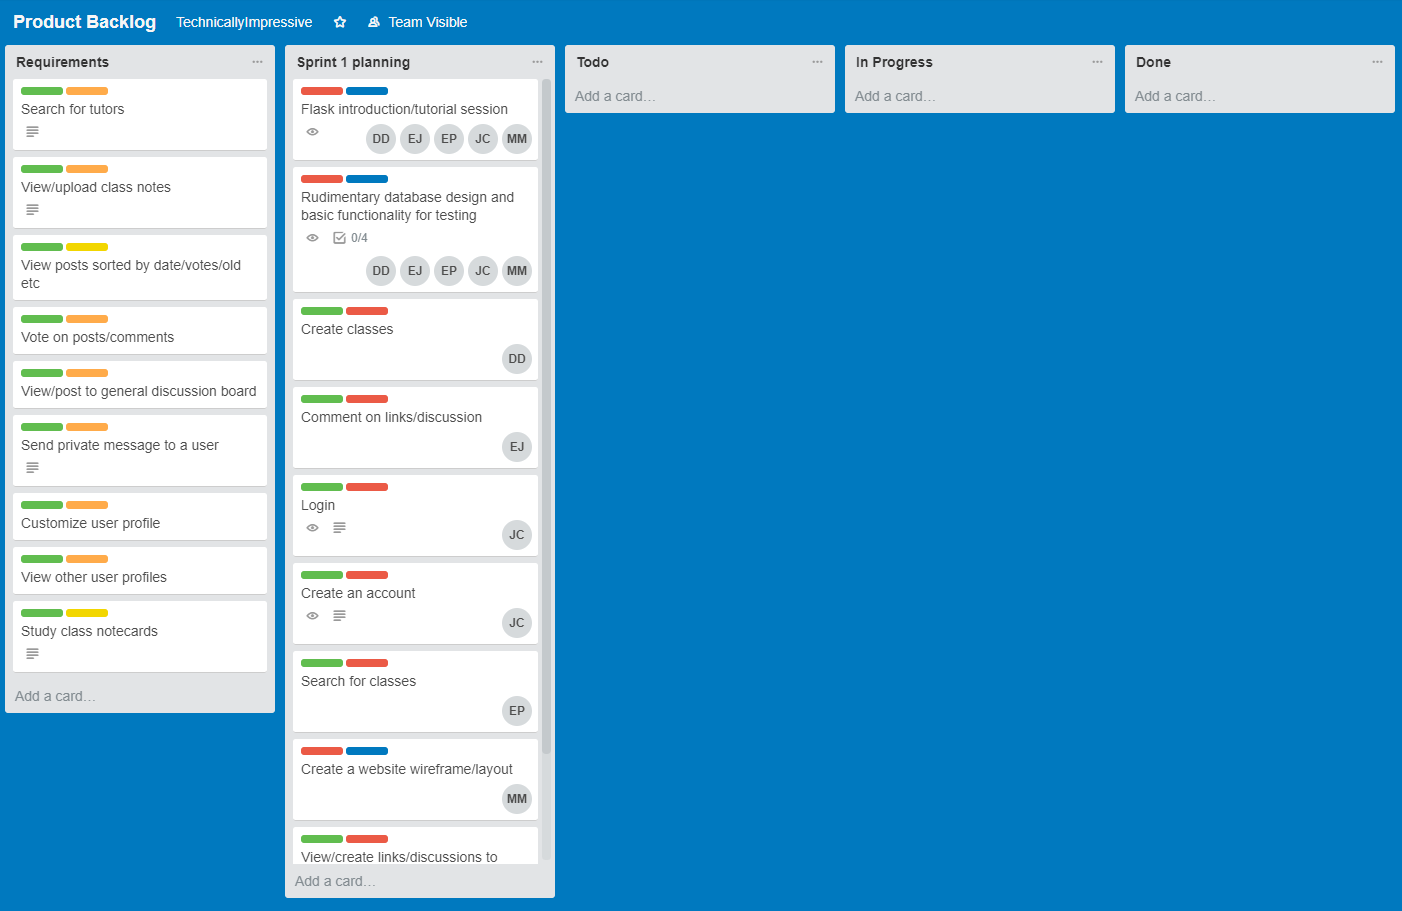 Product Backlog TechnicallyImpressive Team Visible
Requirements
Search for tutors
View/upload class notes
View posts sorted by date/votes/old
etc
Vote on posts/comments
View/post to general discussion board
Send private message to a user
Customize user profile
View other user profiles
Study class notecards
Add a card...
Sprint 1 planning
Flask introduction/tutorial session
DD EJ EP JC MM
Rudimentary database design and
basic functionality for testing
0/4
DD EJ EP JC MM
Create classes
DD
Comment on links/discussion
EJ
Login
JC
Create an account
JC
Search for classes
EP
Create a website wireframe/layout
MM
View/create links/discussions to
Add a card...
Todo
Add a card...
In Progress
Add a card...
Done
Add a card...